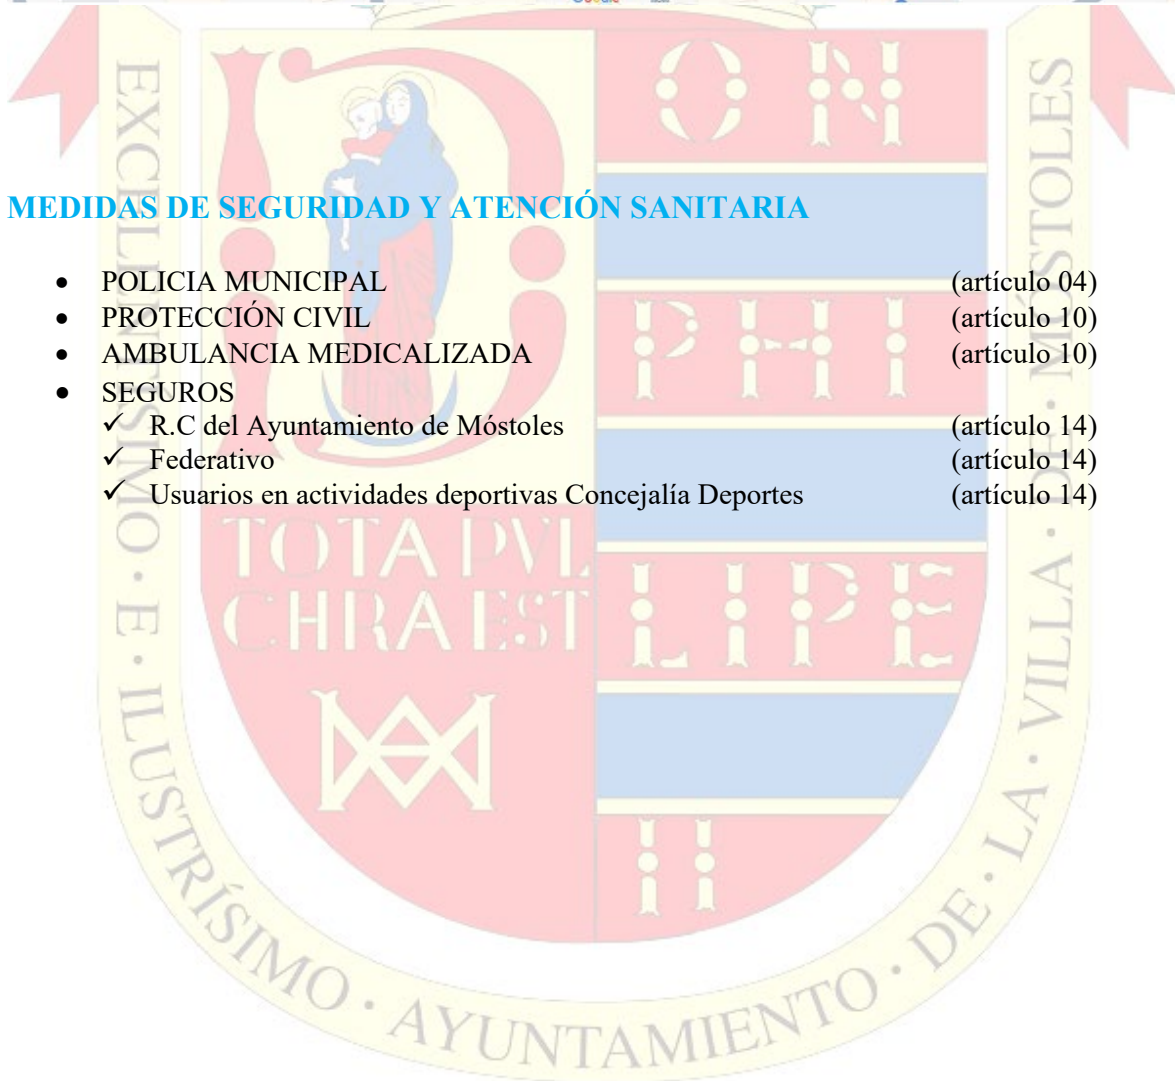 MEDIDAS DE SEGURIDAD Y ATENCIÓN SANITARIA
• POLICIA MUNICIPAL (artículo 04)
• PROTECCIÓN CIVIL (artículo 10)
• AMBULANCIA MEDICALIZADA (artículo 10)
• SEGUROS
✓ R.C del Ayuntamiento de Móstoles (artículo 14)
✓ Federativo (artículo 14)
✓ Usuarios en actividades deportivas Concejalía Deportes (artículo 14)
EXCELENTÍSIMO · E · ILUSTRÍSIMO · AYUNTAMIENTO · DE · LA · VILLA · DE · MÓSTOLES
ON
PHI
LIPE
II
TOTA PVL
CHRA EST